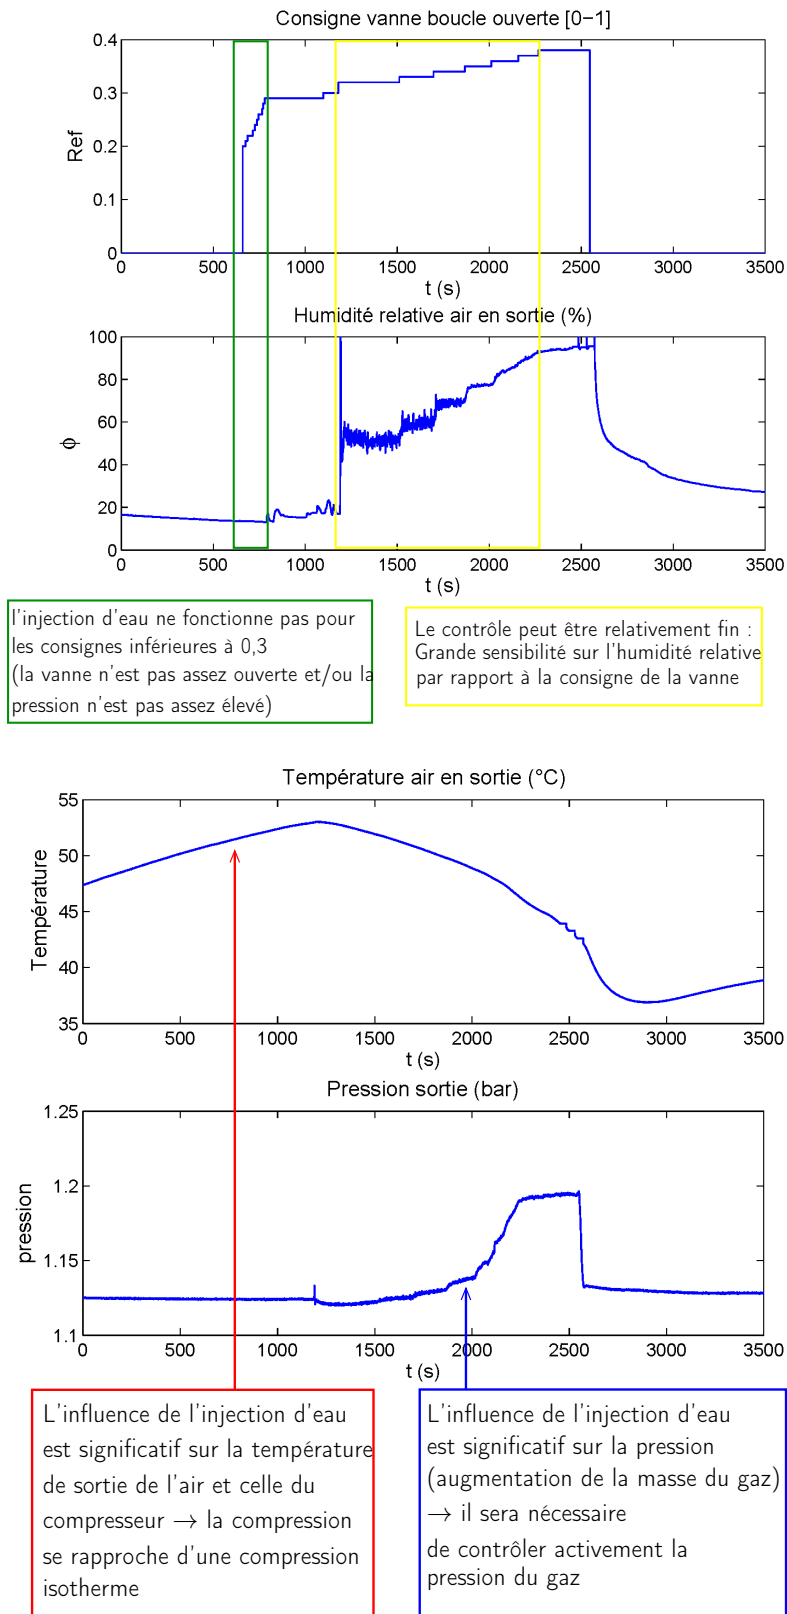 Consigne vanne boucle ouverte [0−1]
0.4
0.3
0.2
0.1
0
Ref
0 500 1000 1500 2000 2500 3000 3500
t (s)
Humidité relative air en sortie (%)
100
80
60
40
20
0
ϕ
0 500 1000 1500 2000 2500 3000 3500
t (s)
l'injection d'eau ne fonctionne pas pour
les consignes inférieures à 0,3
(la vanne n'est pas assez ouverte et/ou la
pression n'est pas assez élevé)
Le contrôle peut être relativement fin :
Grande sensibilité sur l'humidité relative
par rapport à la consigne de la vanne
Température air en sortie (°C)
55
50
45
40
35
Température
0 500 1000 1500 2000 2500 3000 3500
t (s)
Pression sortie (bar)
1.25
1.2
1.15
1.1
pression
0 500 1000 1500 2000 2500 3000 3500
t (s)
L'influence de l'injection d'eau
est significatif sur la température
de sortie de l'air et celle du
compresseur → la compression
se rapproche d'une compression
isotherme
L'influence de l'injection d'eau
est significatif sur la pression
(augmentation de la masse du gaz)
→ il sera nécessaire
de contrôler activement la
pression du gaz